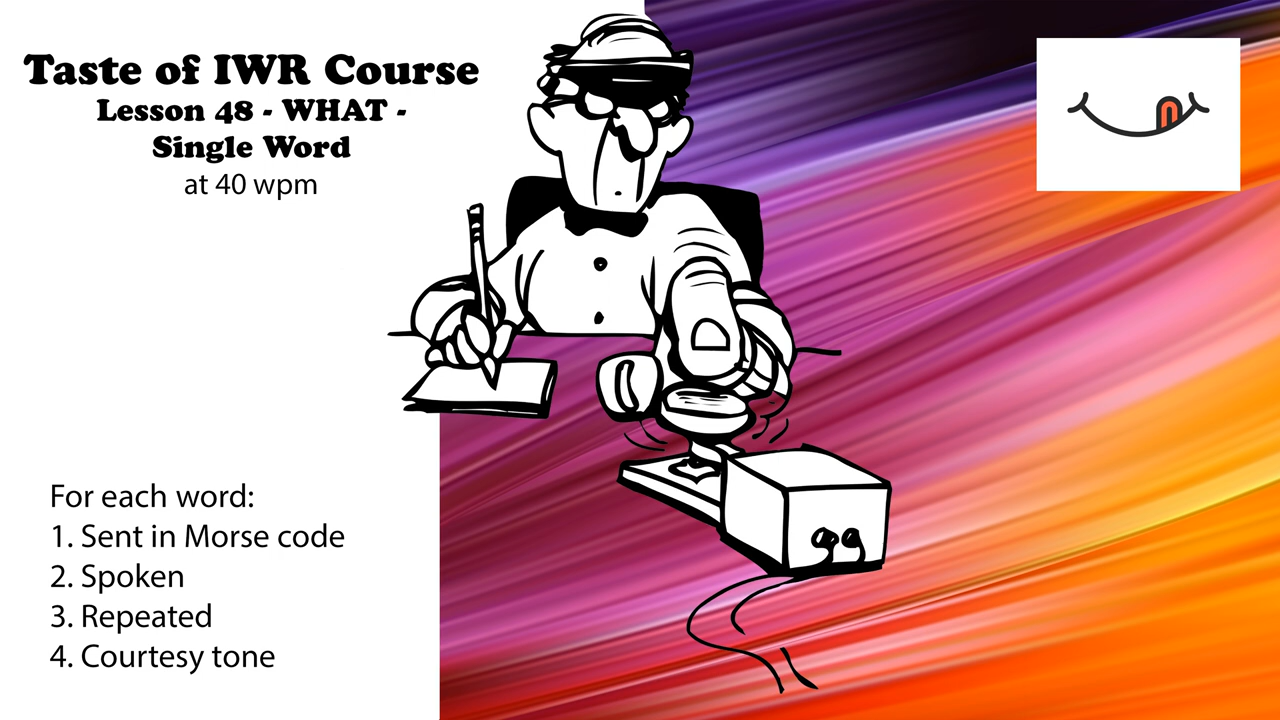 Taste of IWR Course
Lesson 48 - WHAT -
Single Word
at 40 wpm
For each word:
1. Sent in Morse code
2. Spoken
3. Repeated
4. Courtesy tone